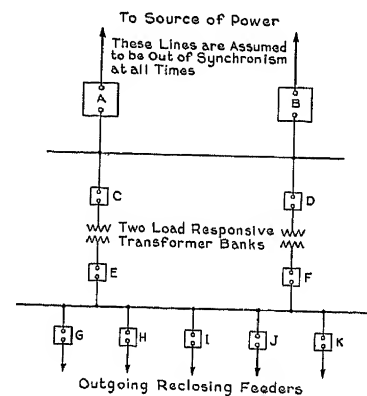 To Source of Power
These Lines are Assumed
to be Out of Synchronism
at all Times
A
B
C
D
Two Load Responsive
Transformer Banks
E
F
G
H
I
J
K
Outgoing Reclosing Feeders